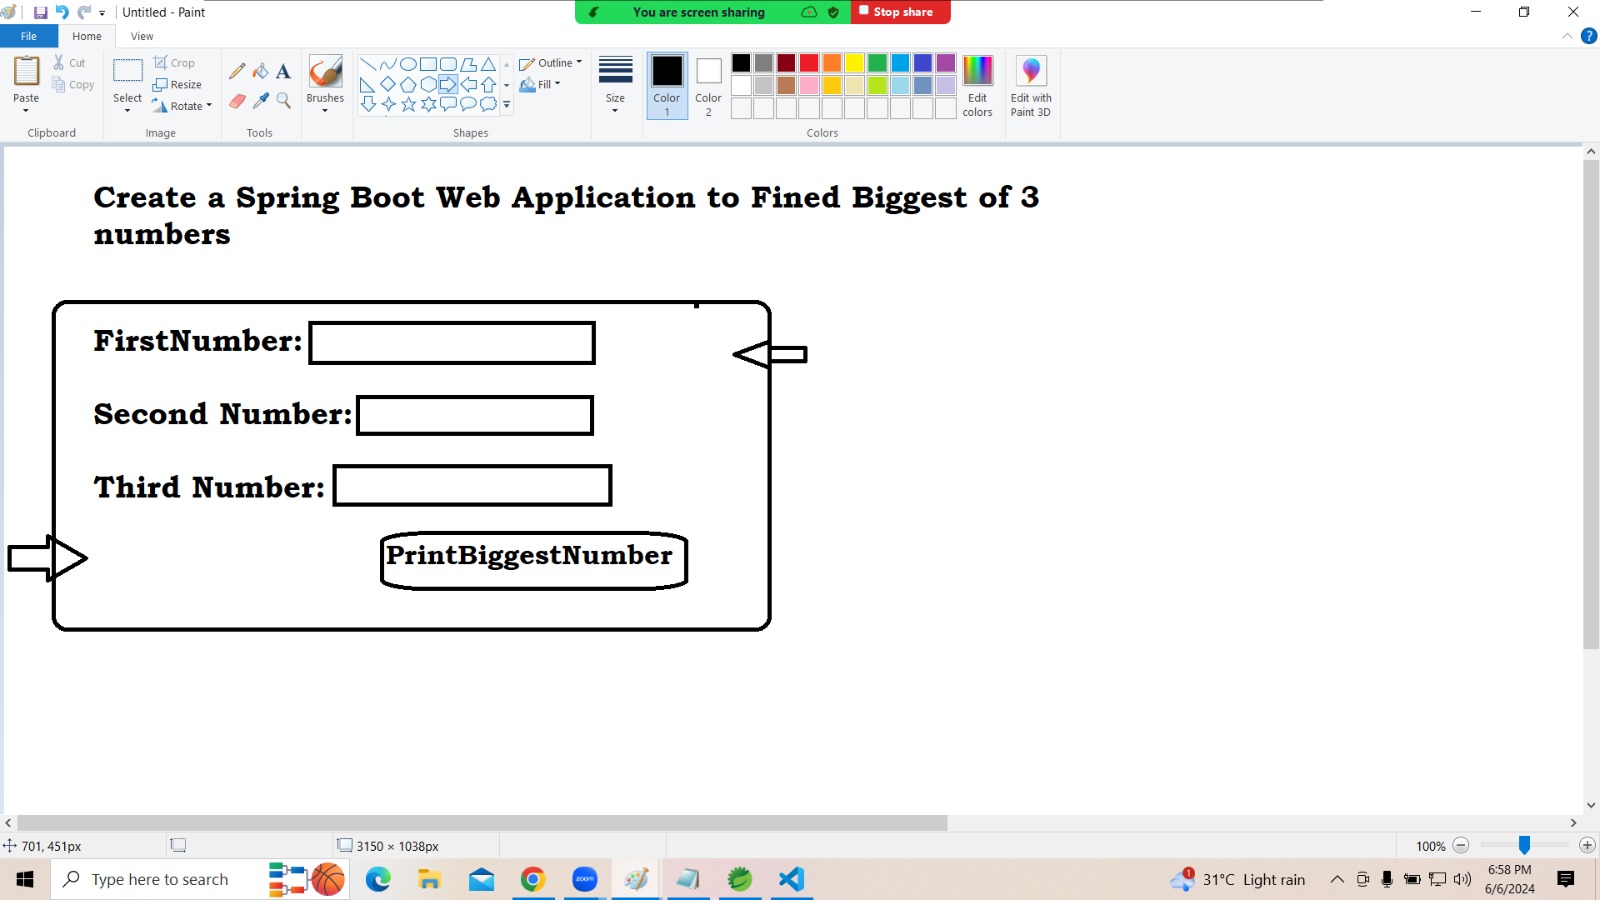 Untitled - Paint
You are screen sharing
Stop share
File
Home
View
Paste
Cut
Copy
Clipboard
Select
Crop
Resize
Rotate
Image
Tools
Brushes
Shapes
Outline
Fill
Size
Color
1
Color
2
Colors
Edit
colors
Edit with
Paint 3D
Create a Spring Boot Web Application to Fined Biggest of 3
numbers
FirstNumber:
Second Number:
Third Number:
PrintBiggestNumber
701, 451px
3150 × 1038px
100%
Type here to search
zoom
1
31°C Light rain
6:58 PM
6/6/2024